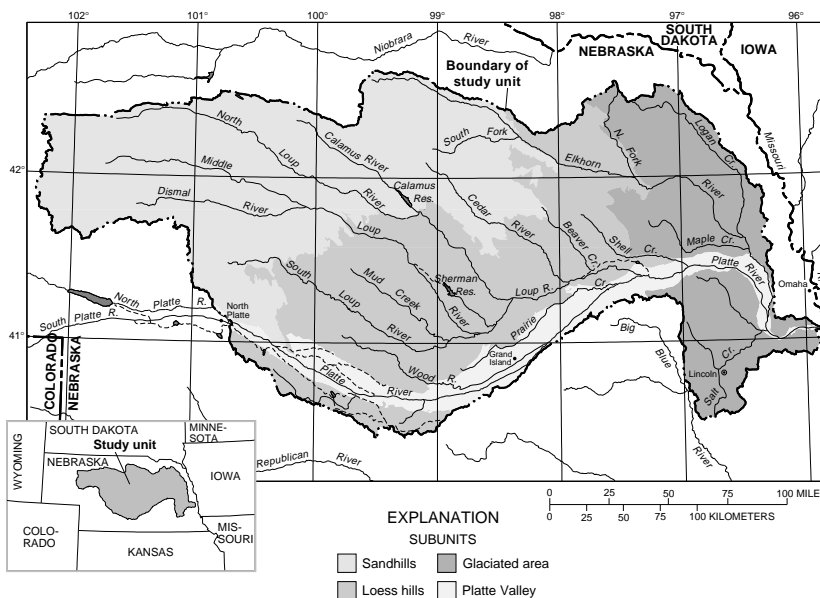 102° 101° 100° 99° 98° 97° 96°
SOUTH DAKOTA
NEBRASKA
IOWA
Niobrara River
Boundary of
study unit
Missouri
North Loup River
Calamus River
South Fork
Elkhorn River
N. Fork
Logan Cr.
42°
42°
Middle Loup River
Dismal River
Calamus
Res.
Cedar River
Beaver Cr.
Shell Cr.
Maple Cr.
Platte River
Omaha
South Loup River
Mud Creek
Sherman
Res.
Loup R.
Prairie Cr.
North Platte R.
South Platte R.
North
Platte
41°
41°
COLORADO
NEBRASKA
Platte River
Wood R.
Grand
Island
Big Blue River
Lincoln
Salt Cr.
Republican River
SOUTH DAKOTA
MINNE-
SOTA
Study unit
WYOMING
NEBRASKA
IOWA
COLO-
RADO
KANSAS
MIS-
SOURI
0 25 50 75 100 MILE
0 25 50 75 100 KILOMETERS
EXPLANATION
SUBUNITS
Sandhills Glaciated area
Loess hills Platte Valley